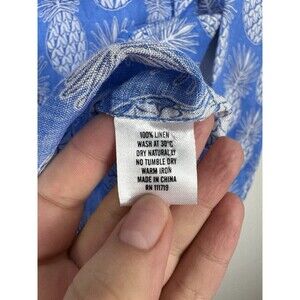 100% LINEN
WASH AT 30°C
DRY NATURALLY
NO TUMBLE DRY
WARM IRON
MADE IN CHINA
RN 111719